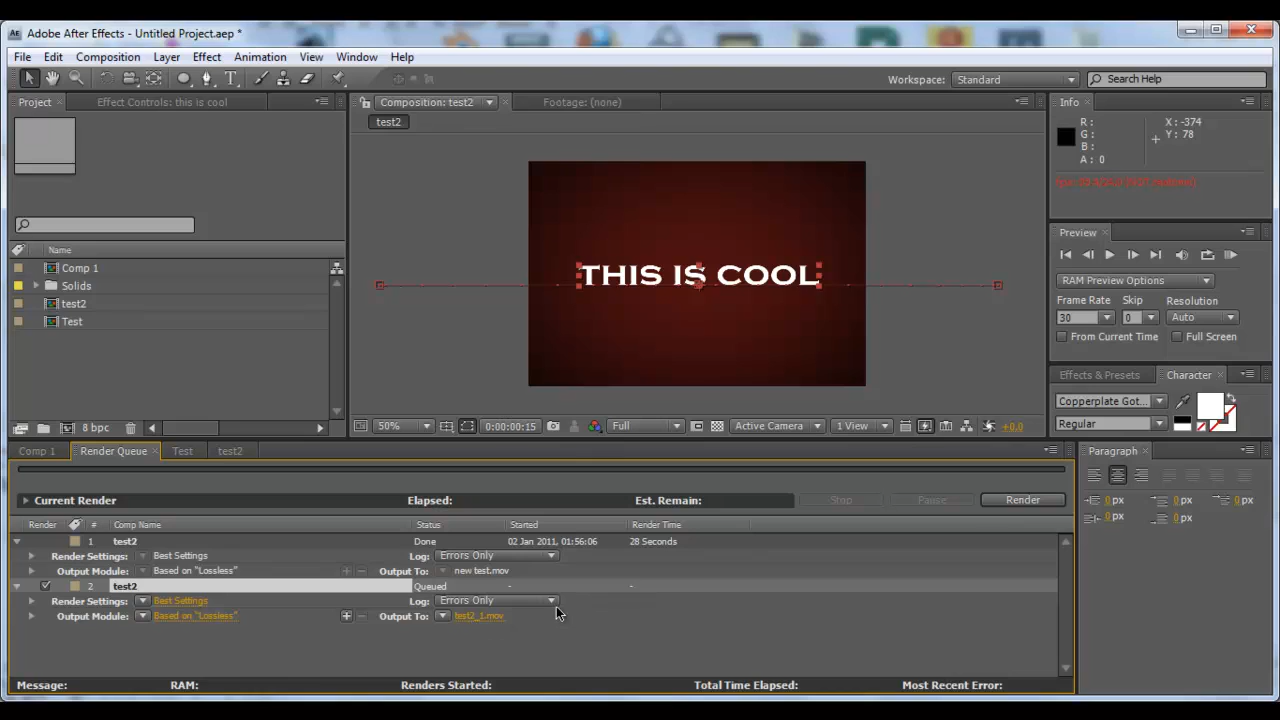 Adobe After Effects - Untitled Project.aep *
File Edit Composition Layer Effect Animation View Window Help
Workspace: Standard Search Help
Project Effect Controls: this is cool Composition: test2 Footage: (none) Info
test2
R: X: -374
G: Y: 78
B:
A: 0
THIS IS COOL
Preview
RAM Preview Options
Frame Rate Skip Resolution
30 0 Auto
From Current Time Full Screen
Name
Comp 1
Solids
test2
Test
Effects & Presets Character
Copperplate Got...
Regular
8 bpc 50% 0:00:00:15 Full Active Camera 1 View +0.0
Comp 1 Render Queue Test test2 Paragraph
Current Render Elapsed: Est. Remain: Stop Pause Render
0 px 0 px 0 px
0 px 0 px
Render # Comp Name Status Started Render Time
1 test2 Done 02 Jan 2011, 01:56:06 28 Seconds
Render Settings: Best Settings Log: Errors Only
Output Module: Based on "Lossless" Output To: new test.mov
2 test2 Queued - -
Render Settings: Best Settings Log: Errors Only
Output Module: Based on "Lossless" Output To: test2_1.mov
Message: RAM: Renders Started: Total Time Elapsed: Most Recent Error: